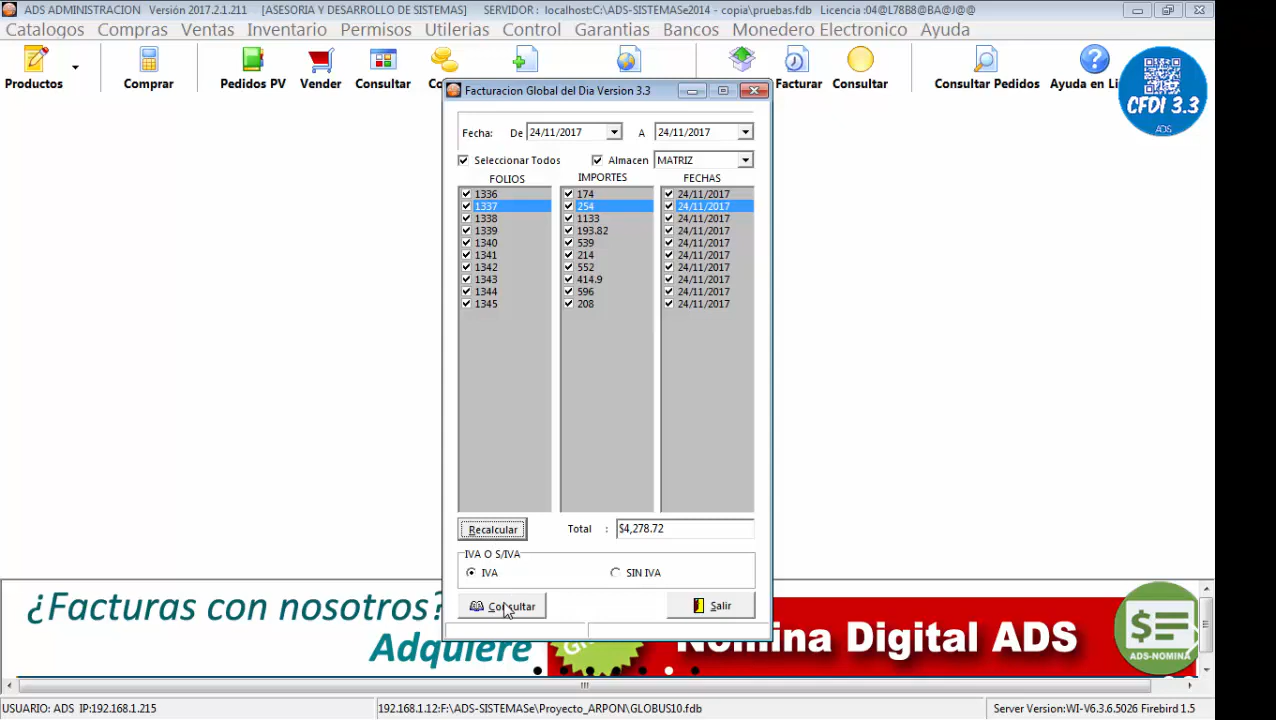 ADS ADMINISTRACION Versión 2017.2.1.211 [ASESORIA Y DESARROLLO DE SISTEMAS] SERVIDOR : localhost:C:\ADS-SISTEMASe2014 - copia\pruebas.fdb Licencia :04@L78B8@BA@J@@
Catalogos Compras Ventas Inventario Permisos Utilerias Control Garantias Bancos Monedero Electronico Ayuda
Productos Comprar Pedidos PV Vender Consultar Facturar Consultar Consultar Pedidos Ayuda en
CFDI 3.3
ADS
Facturacion Global del Dia Version 3.3
Fecha: De 24/11/2017 A 24/11/2017
Seleccionar Todos Almacen MATRIZ
FOLIOS IMPORTES FECHAS
1336 174 24/11/2017
1337 254 24/11/2017
1338 1133 24/11/2017
1339 193.82 24/11/2017
1340 539 24/11/2017
1341 214 24/11/2017
1342 552 24/11/2017
1343 414.9 24/11/2017
1344 596 24/11/2017
1345 208 24/11/2017
Recalcular Total : $4,278.72
IVA O S/IVA
IVA SIN IVA
Consultar Salir
¿Facturas con nosotros?
Adquiere
Nomina Digital ADS
ADS-NOMINA
USUARIO: ADS IP:192.168.1.215 192.168.1.12:F:\ADS-SISTEMASe\Proyecto_ARPON\GLOBUS10.fdb Server Version:WI-V6.3.6.5026 Firebird 1.5